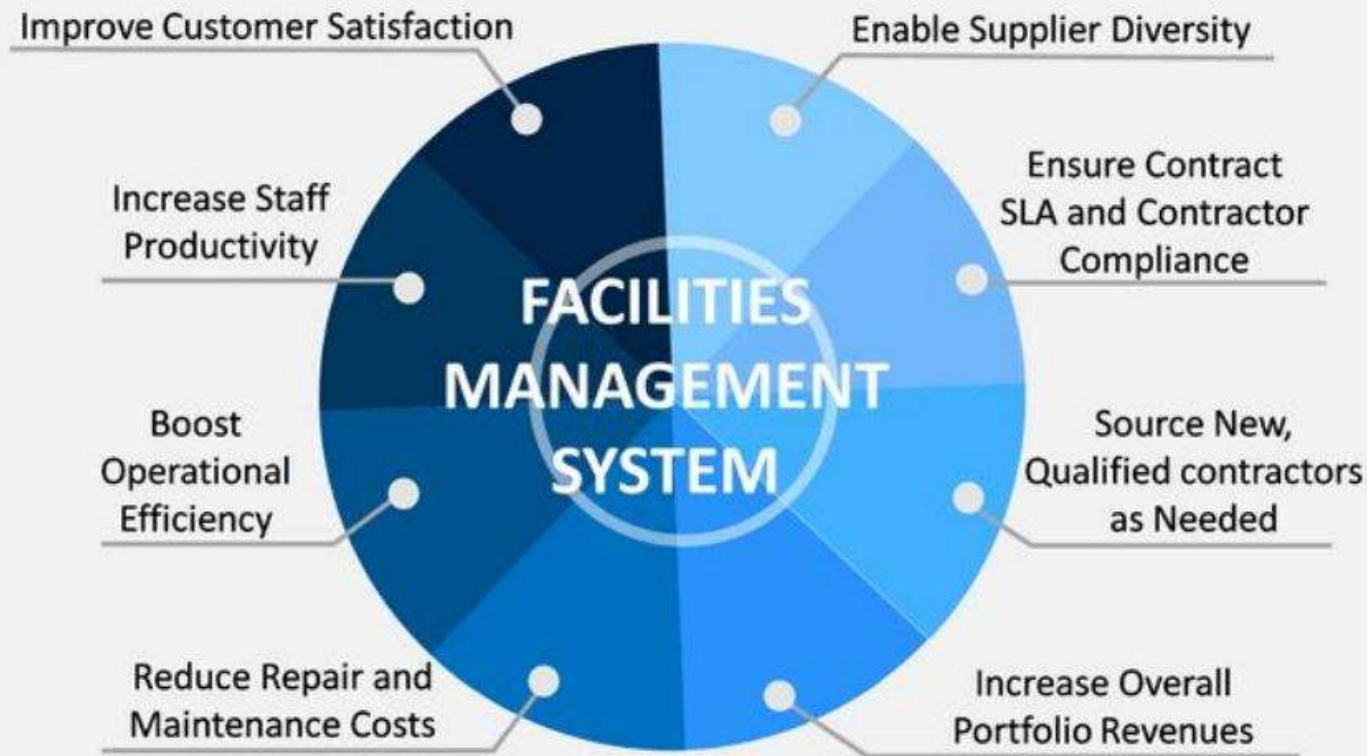 Improve Customer Satisfaction
Enable Supplier Diversity
Increase Staff
Productivity
Ensure Contract
SLA and Contractor
Compliance
FACILITIES
MANAGEMENT
SYSTEM
Boost
Operational
Efficiency
Source New,
Qualified contractors
as Needed
Reduce Repair and
Maintenance Costs
Increase Overall
Portfolio Revenues